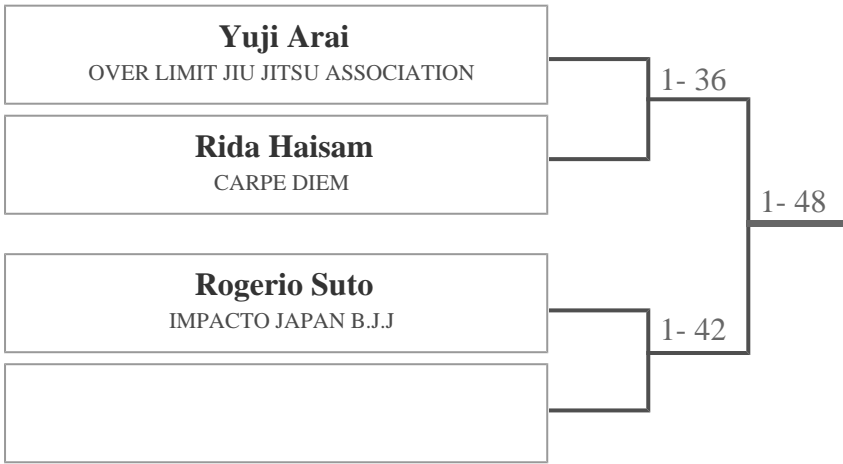 Yuji Arai
OVER LIMIT JIU JITSU ASSOCIATION
1- 36
Rida Haisam
CARPE DIEM
1- 48
Rogerio Suto
IMPACTO JAPAN B.J.J
1- 42